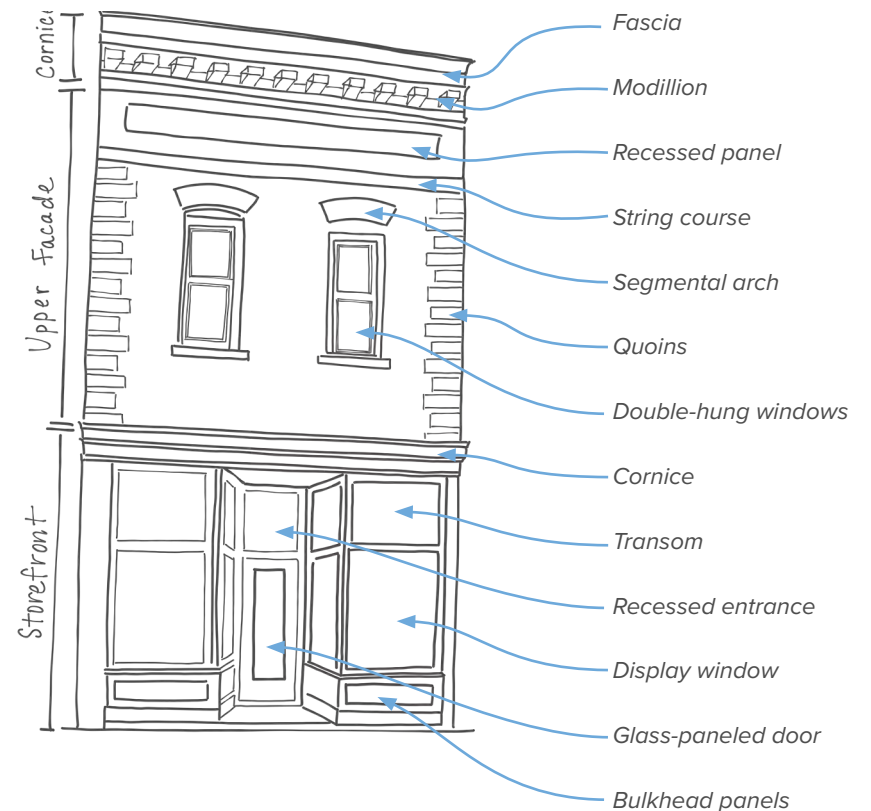 Cornice
Upper Facade
Storefront
Fascia
Modillion
Recessed panel
String course
Segmental arch
Quoins
Double-hung windows
Cornice
Transom
Recessed entrance
Display window
Glass-paneled door
Bulkhead panels